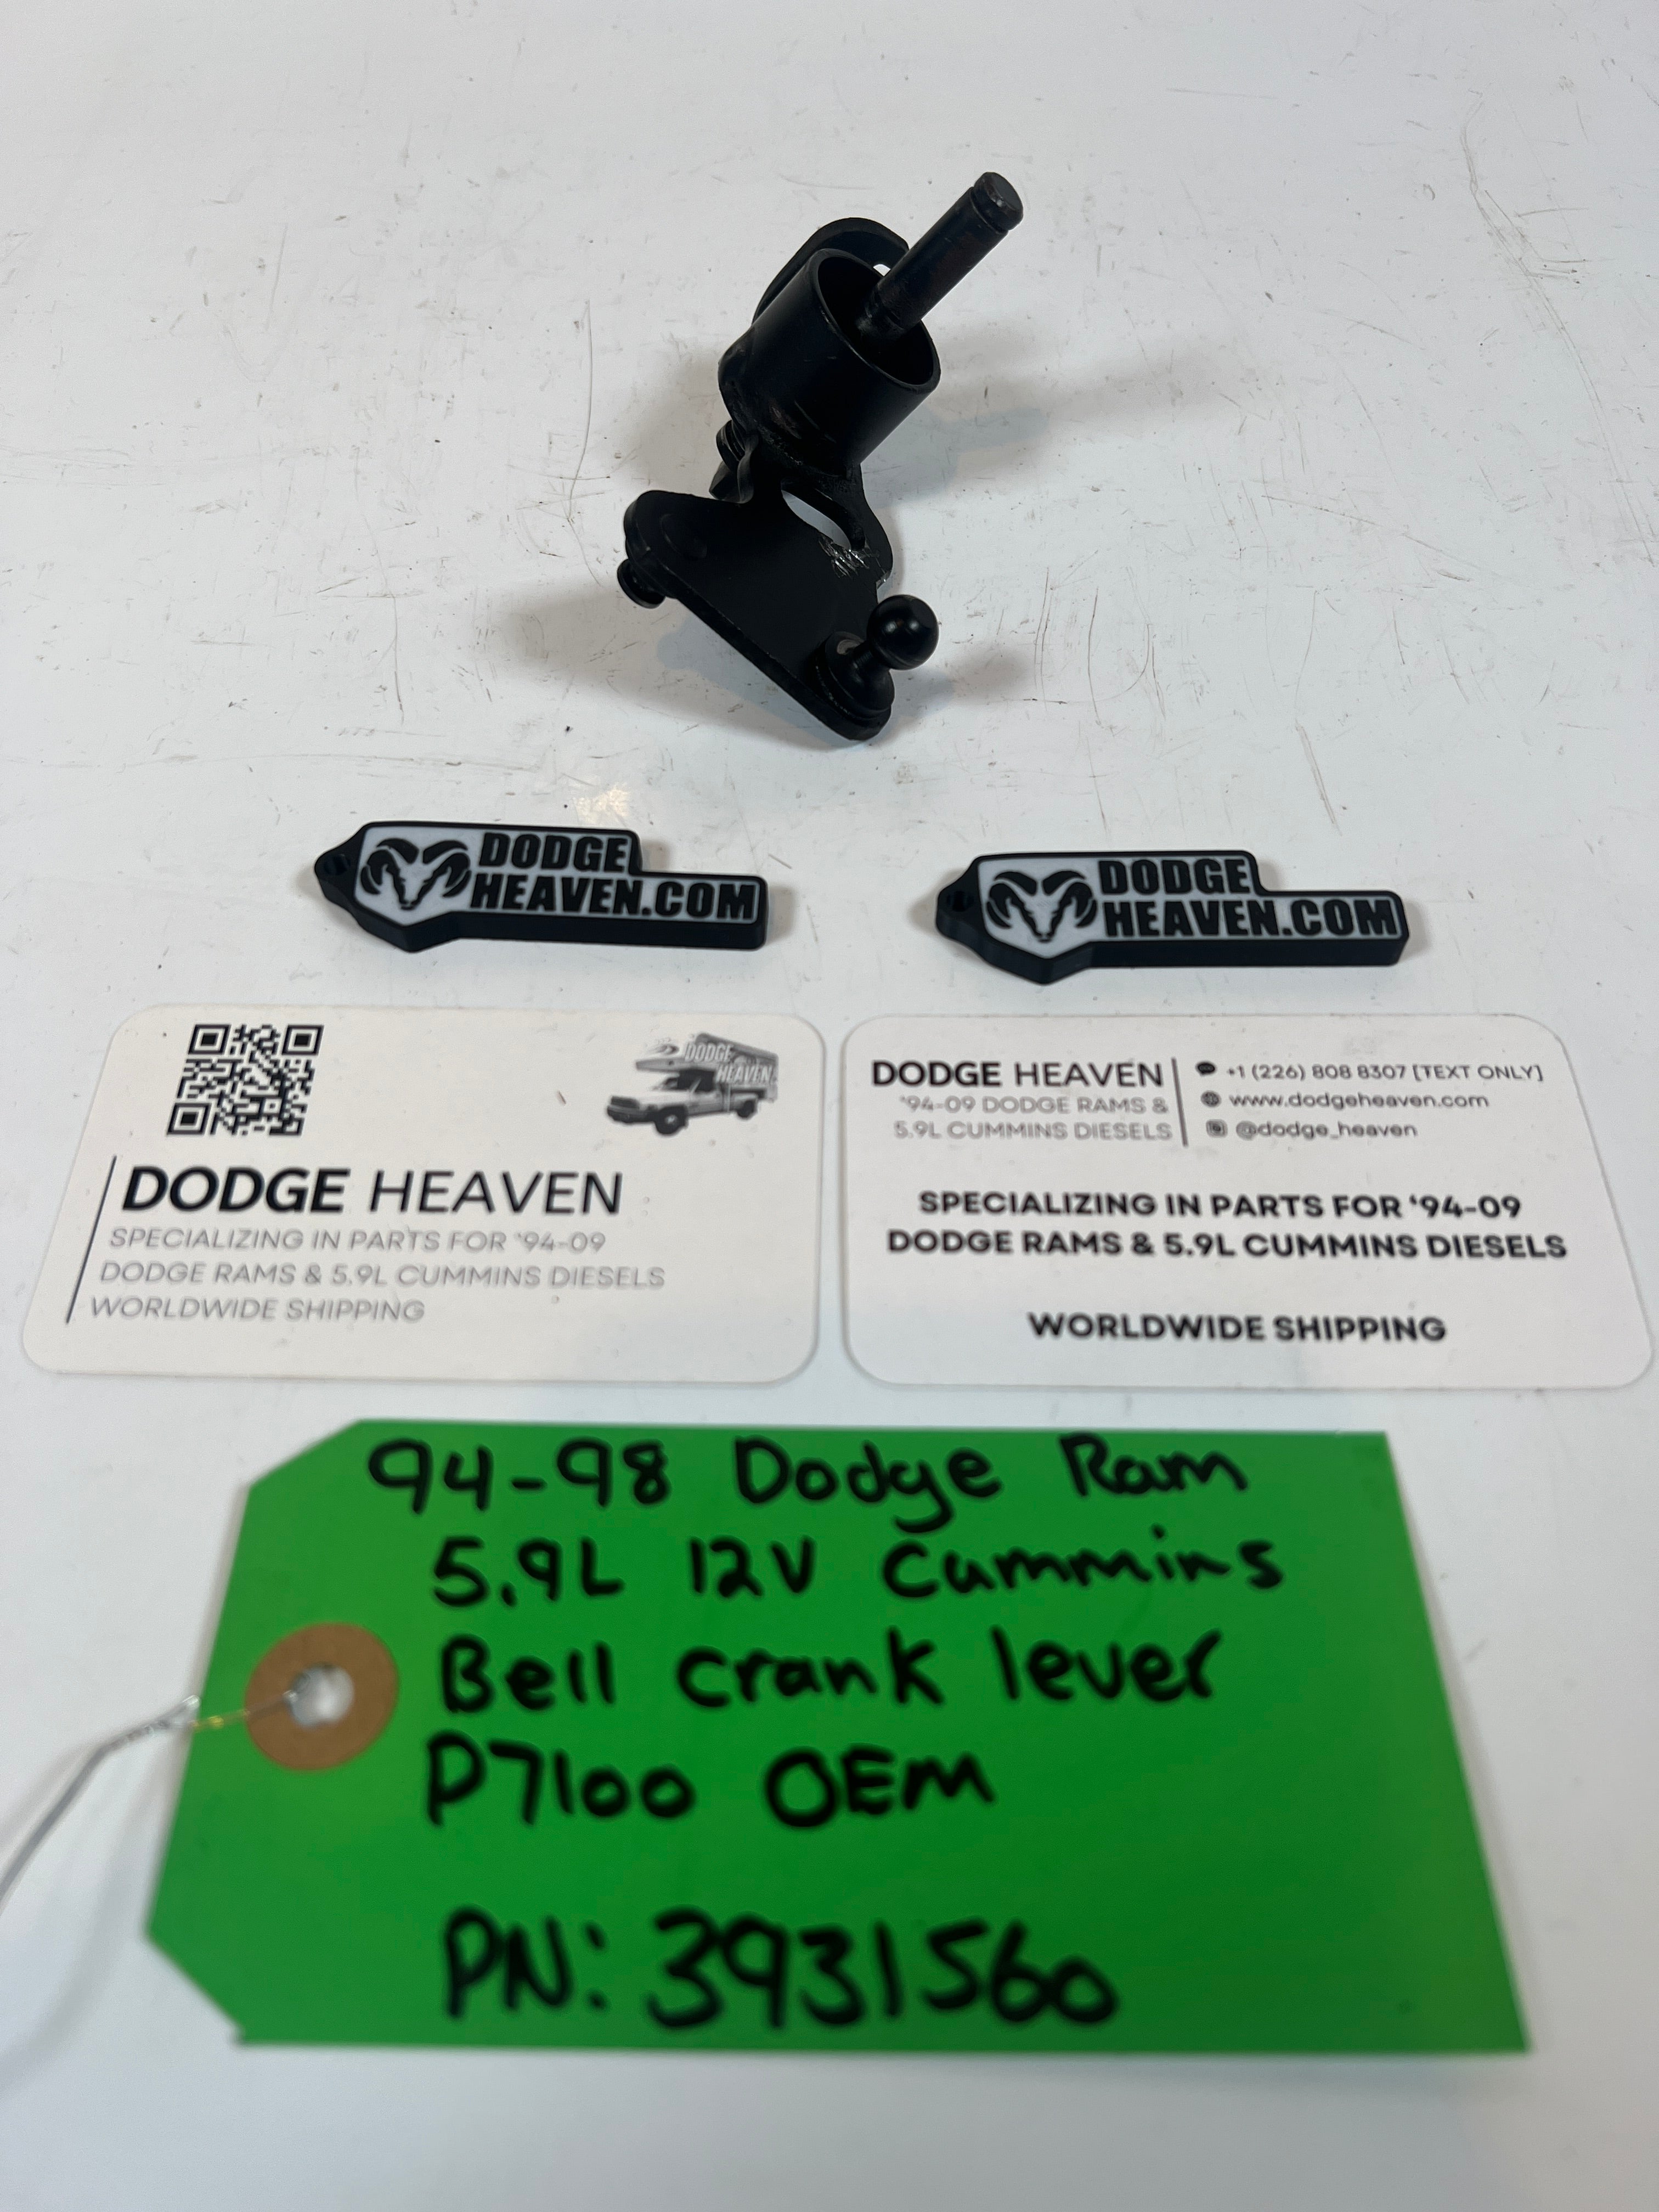 DODGE
HEAVEN.COM
DODGE
HEAVEN.COM
DODGE
HEAVEN
DODGE HEAVEN
SPECIALIZING IN PARTS FOR '94-09
DODGE RAMS & 5.9L CUMMINS DIESELS
WORLDWIDE SHIPPING
DODGE HEAVEN
'94-09 DODGE RAMS &
5.9L CUMMINS DIESELS
+1 (226) 808 8307 [TEXT ONLY]
www.dodgeheaven.com
@dodge_heaven
SPECIALIZING IN PARTS FOR '94-09
DODGE RAMS & 5.9L CUMMINS DIESELS
WORLDWIDE SHIPPING
94-98 Dodge Ram
5.9L 12V Cummins
Bell crank lever
P7100 OEM
PN: 3931560